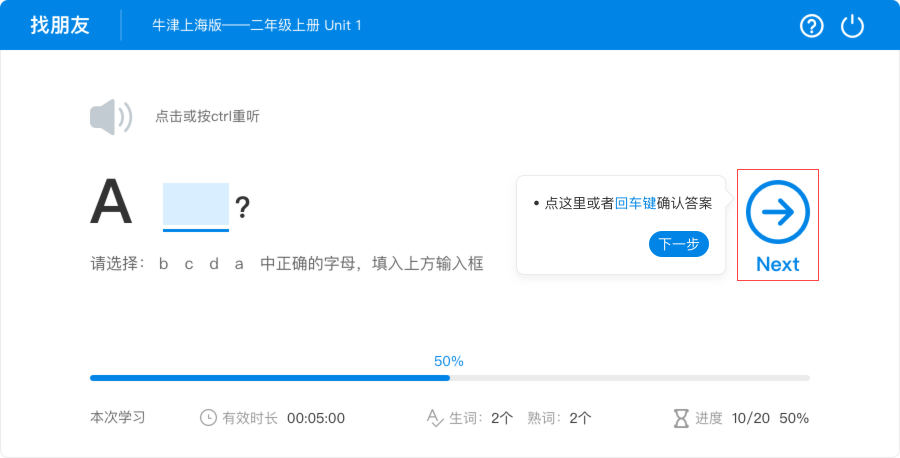 找朋友
牛津上海版——二年级上册 Unit 1
点击或按ctrl重听
A ?
• 点这里或者回车键确认答案
下一步
Next
请选择： b c d a 中正确的字母，填入上方输入框
50%
本次学习 有效时长 00:05:00 生词：2个 熟词：2个 进度 10/20 50%